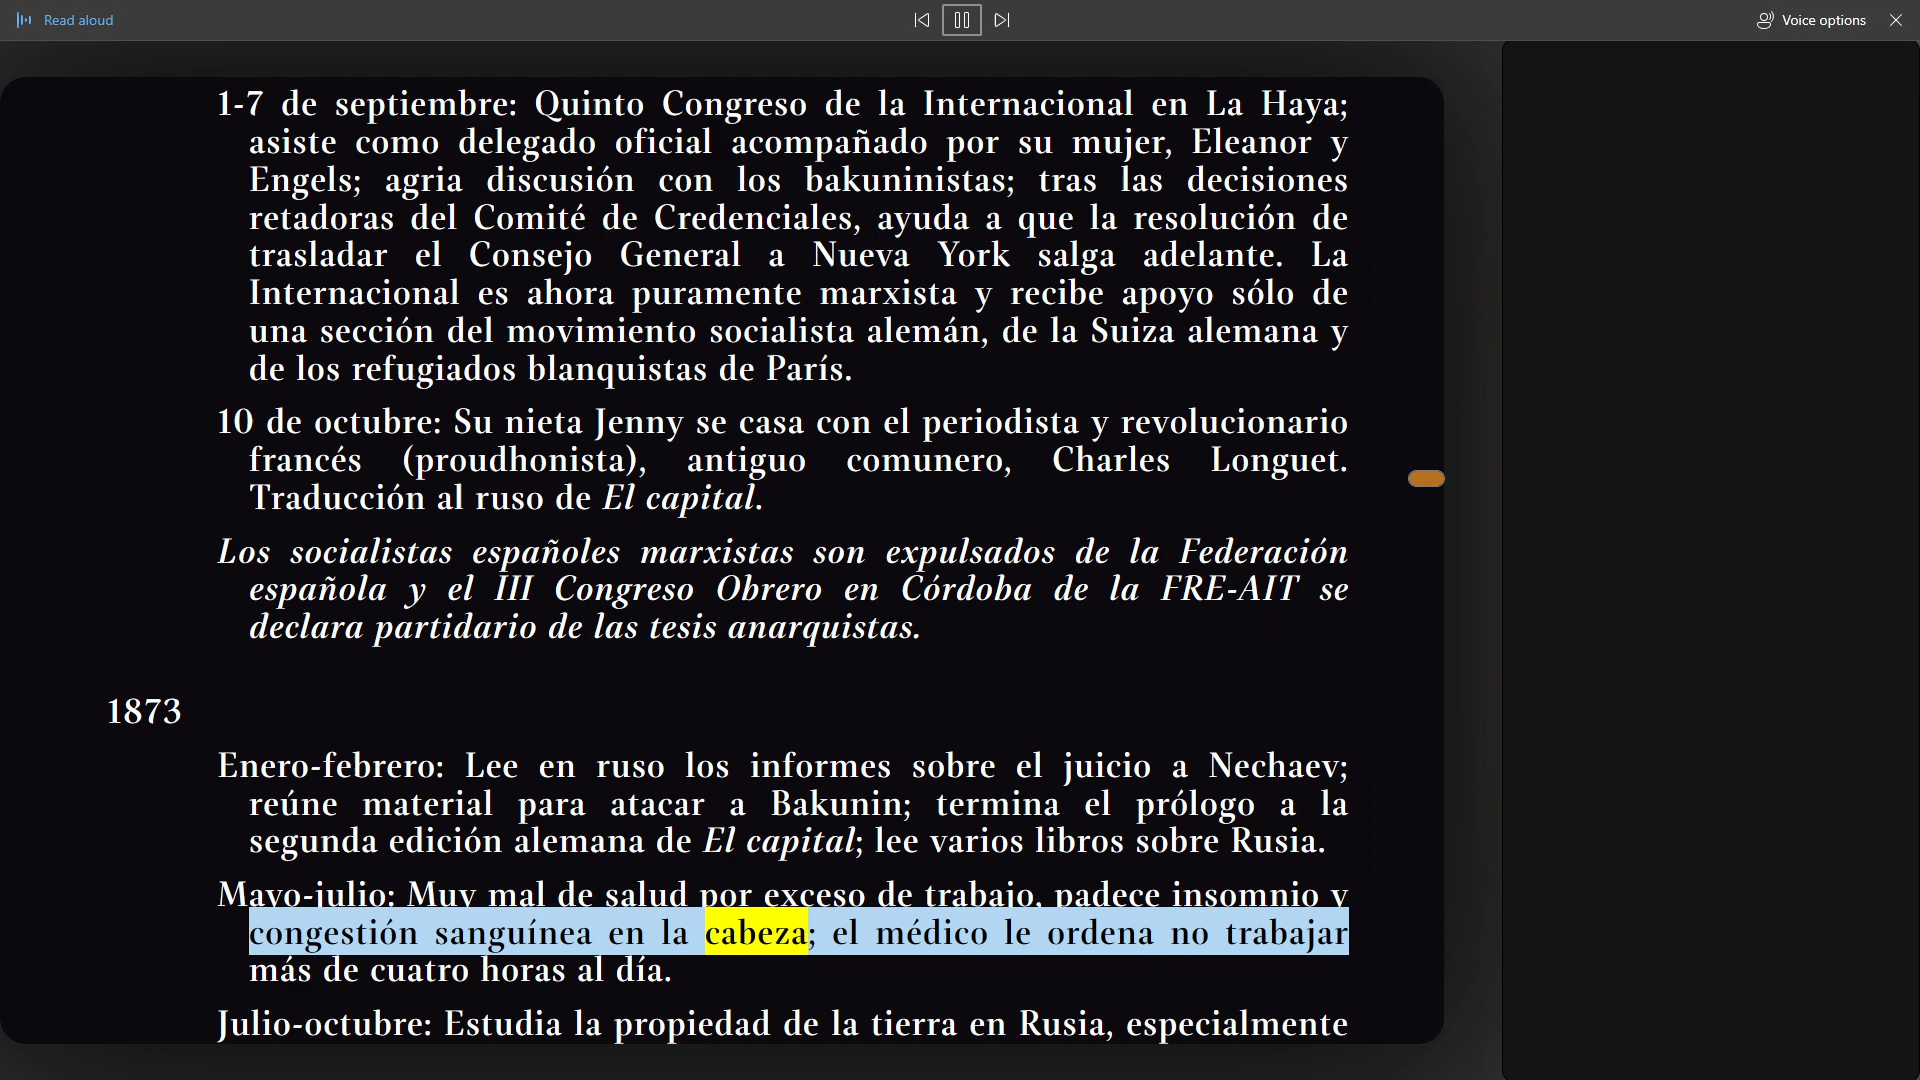 Read aloud
Voice options
1-7 de septiembre: Quinto Congreso de la Internacional en La Haya;
asiste como delegado oficial acompañado por su mujer, Eleanor y
Engels; agria discusión con los bakuninistas; tras las decisiones
retadoras del Comité de Credenciales, ayuda a que la resolución de
trasladar el Consejo General a Nueva York salga adelante. La
Internacional es ahora puramente marxista y recibe apoyo sólo de
una sección del movimiento socialista alemán, de la Suiza alemana y
de los refugiados blanquistas de París.
10 de octubre: Su nieta Jenny se casa con el periodista y revolucionario
francés (proudhonista), antiguo comunero, Charles Longuet.
Traducción al ruso de El capital.
Los socialistas españoles marxistas son expulsados de la Federación
española y el III Congreso Obrero en Córdoba de la FRE-AIT se
declara partidario de las tesis anarquistas.
1873
Enero-febrero: Lee en ruso los informes sobre el juicio a Nechaev;
reúne material para atacar a Bakunin; termina el prólogo a la
segunda edición alemana de El capital; lee varios libros sobre Rusia.
Mayo-julio: Muy mal de salud por exceso de trabajo, padece insomnio y
congestión sanguínea en la cabeza; el médico le ordena no trabajar
más de cuatro horas al día.
Julio-octubre: Estudia la propiedad de la tierra en Rusia, especialmente